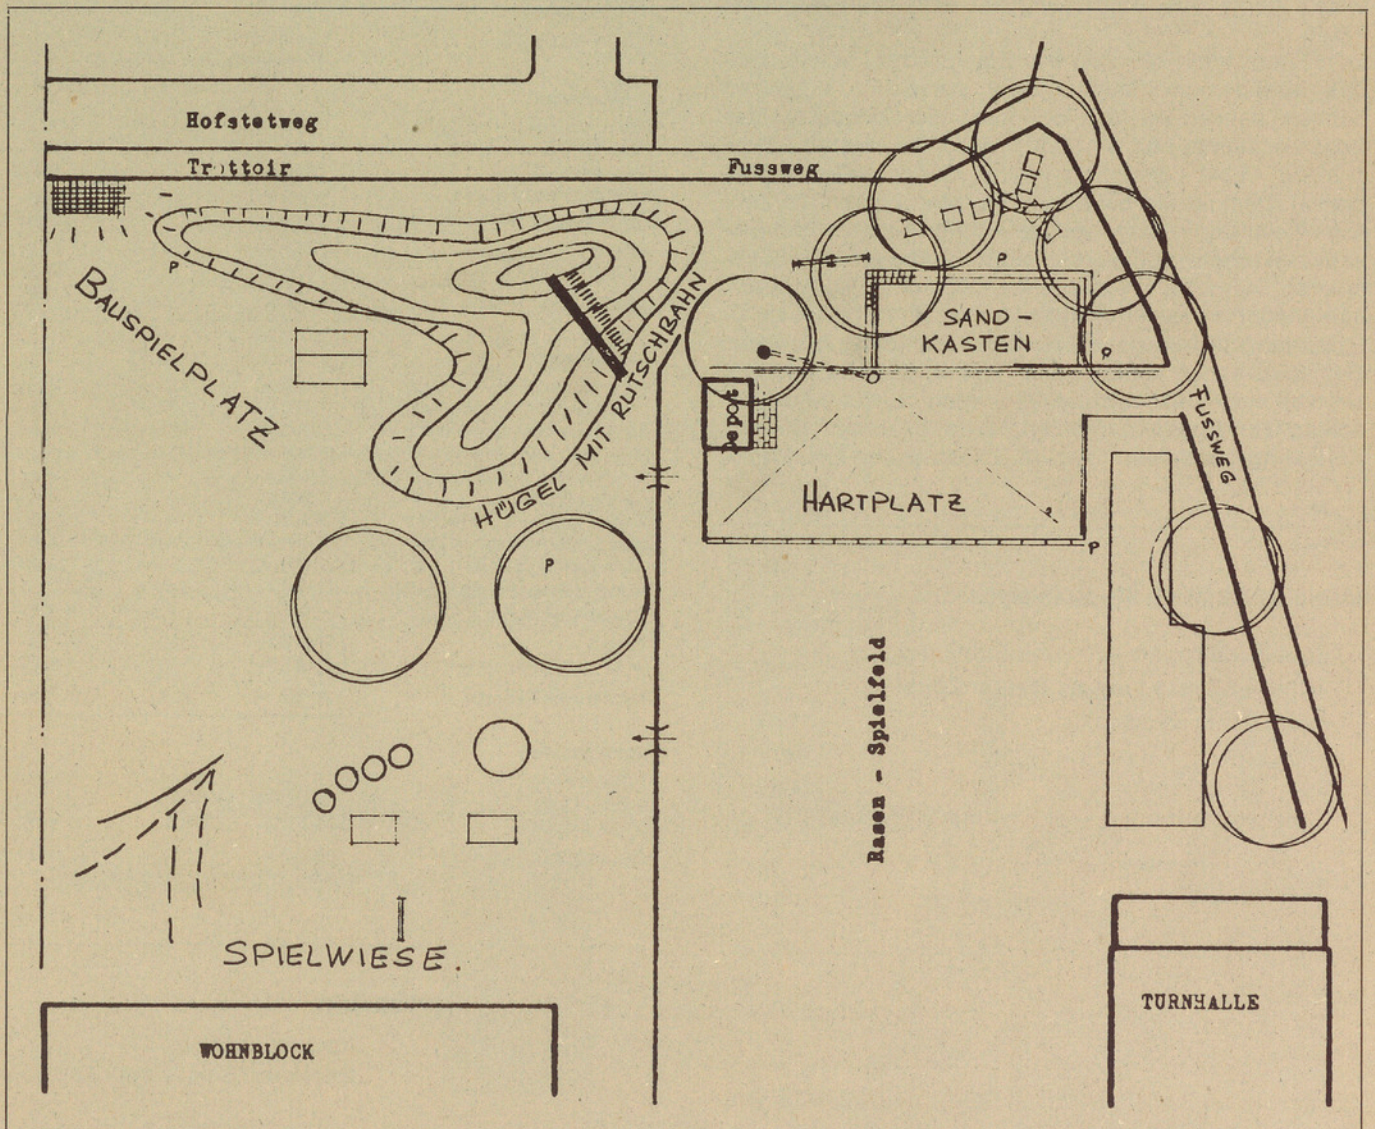 Hofstetweg
Trottoir
Fussweg
P
BAUSPIELPLATZ
HÜGEL MIT RUTSCHBAHN
SAND-
KASTEN
P
P
Depot
FUSSWEG
HARTPLATZ
P
P
Rasen - Spielfeld
SPIELWIESE.
WOHNBLOCK
TURNHALLE